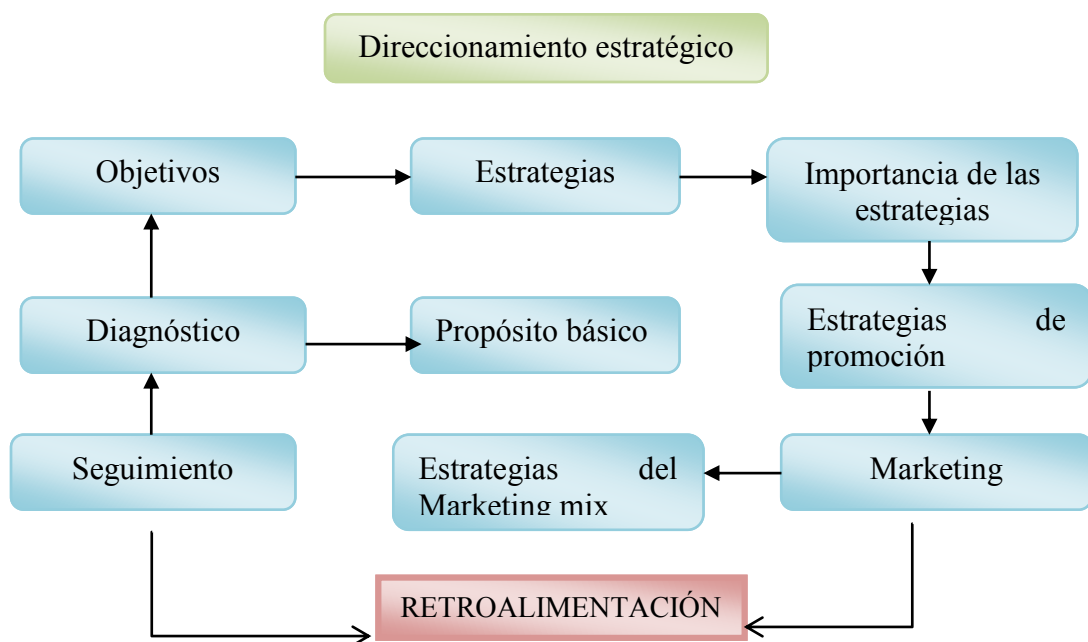 Direccionamiento estratégico
Objetivos
Estrategias
Importancia de las
estrategias
Diagnóstico
Propósito básico
Estrategias de
promoción
Seguimiento
Estrategias del
Marketing mix
Marketing
RETROALIMENTACIÓN